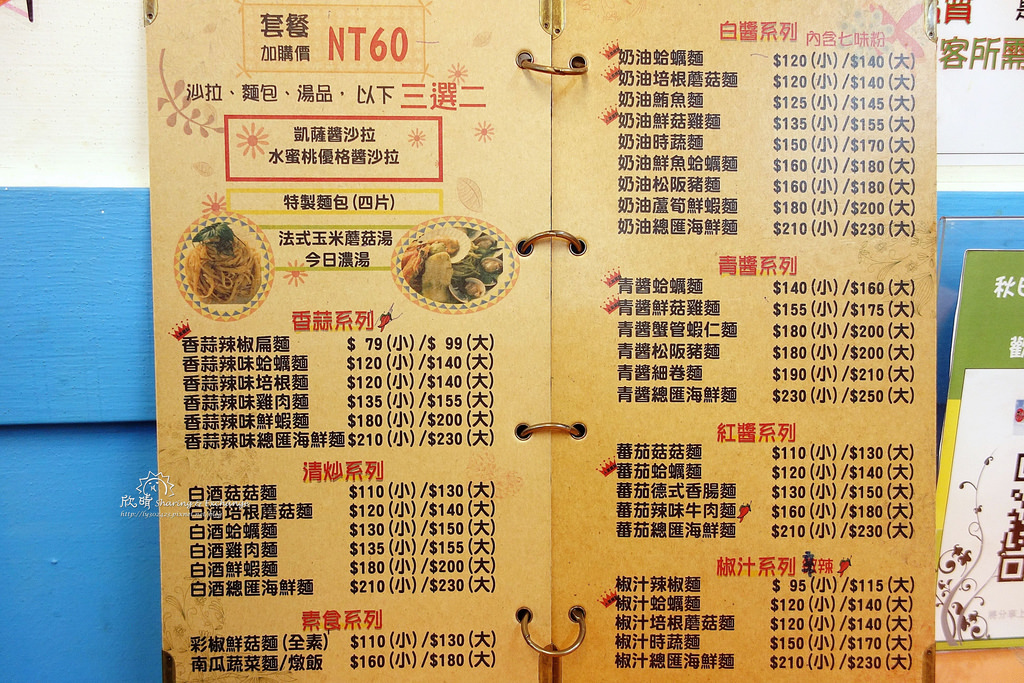 套餐
加購價 NT60
沙拉、麵包、湯品，以下 三選二
凱薩醬沙拉
水蜜桃優格醬沙拉
特製麵包(四片)
法式玉米蘑菇湯
今日濃湯
香蒜系列
香蒜辣椒扁麵 $ 79(小)/$ 99(大)
香蒜辣味蛤蠣麵 $120(小)/$140(大)
香蒜辣味培根麵 $120(小)/$140(大)
香蒜辣味雞肉麵 $135(小)/$155(大)
香蒜辣味鮮蝦麵 $180(小)/$200(大)
香蒜辣味總匯海鮮麵 $210(小)/$230(大)
清炒系列
白酒菇菇麵 $110(小)/$130(大)
白酒培根蘑菇麵 $120(小)/$140(大)
白酒蛤蠣麵 $130(小)/$150(大)
白酒雞肉麵 $135(小)/$155(大)
白酒鮮蝦麵 $180(小)/$200(大)
白酒總匯海鮮麵 $210(小)/$230(大)
素食系列
彩椒鮮菇麵(全素) $110(小)/$130(大)
南瓜蔬菜麵/燉飯 $160(小)/$180(大)
白醬系列 內含七味粉
奶油蛤蠣麵 $120(小)/$140(大)
奶油培根蘑菇麵 $120(小)/$140(大)
奶油鮪魚麵 $125(小)/$145(大)
奶油鮮菇雞麵 $135(小)/$155(大)
奶油時蔬麵 $150(小)/$170(大)
奶油鮮魚蛤蠣麵 $160(小)/$180(大)
奶油松阪豬麵 $160(小)/$180(大)
奶油蘆筍鮮蝦麵 $180(小)/$200(大)
奶油總匯海鮮麵 $210(小)/$230(大)
青醬系列
青醬蛤蠣麵 $140(小)/$160(大)
青醬鮮菇雞麵 $155(小)/$175(大)
青醬蟹管蝦仁麵 $180(小)/$200(大)
青醬松阪豬麵 $180(小)/$200(大)
青醬細卷麵 $190(小)/$210(大)
青醬總匯海鮮麵 $230(小)/$250(大)
紅醬系列
蕃茄菇菇麵 $110(小)/$130(大)
蕃茄蛤蠣麵 $120(小)/$140(大)
蕃茄德式香腸麵 $130(小)/$150(大)
蕃茄辣味牛肉麵 $160(小)/$180(大)
蕃茄總匯海鮮麵 $210(小)/$230(大)
椒汁系列 辣
椒汁辣椒麵 $ 95(小)/$115(大)
椒汁蛤蠣麵 $120(小)/$140(大)
椒汁培根蘑菇麵 $120(小)/$140(大)
椒汁時蔬麵 $150(小)/$170(大)
椒汁總匯海鮮麵 $210(小)/$230(大)
客所需
秋
欣晴